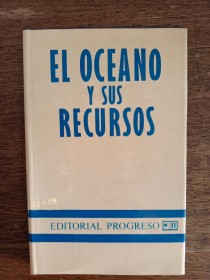 EL OCEANO
Y SUS
RECURSOS
EDITORIAL PROGRESO